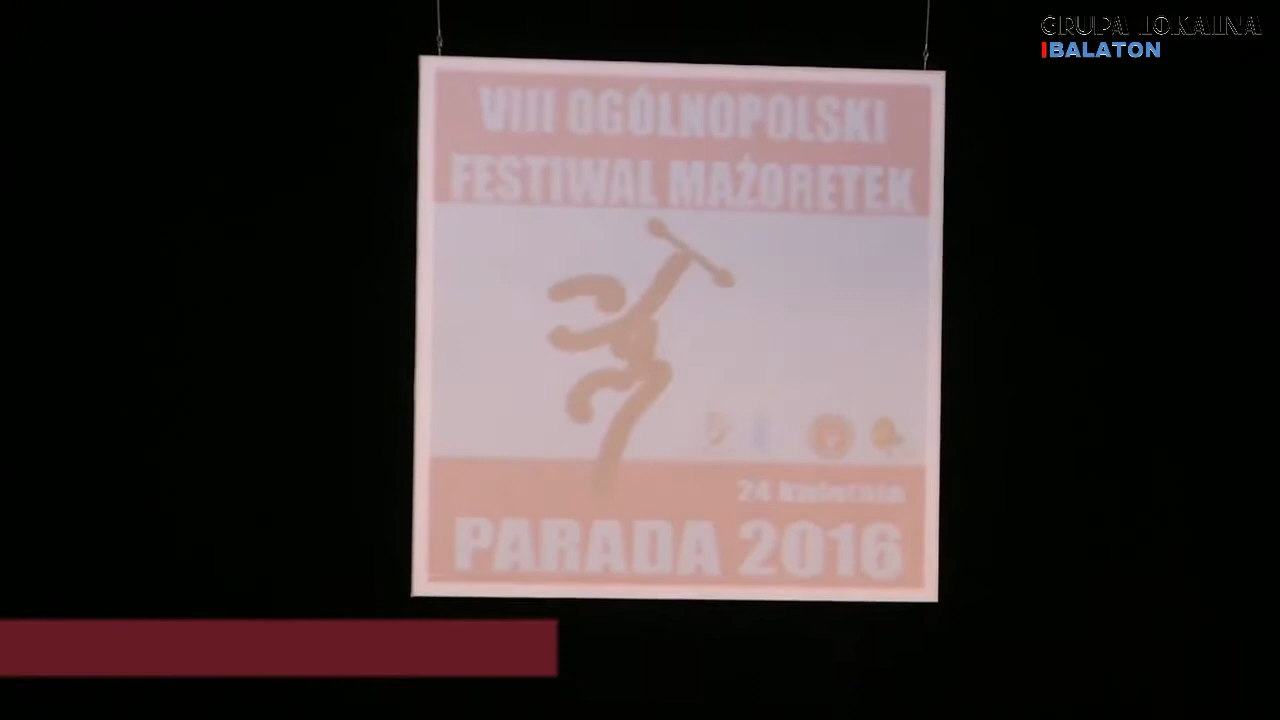 GRUPA LOKALNA
BALATON
VIII OGÓLNOPOLSKI
FESTIWAL MAŻORETEK
24 kwietnia
PARADA 2016